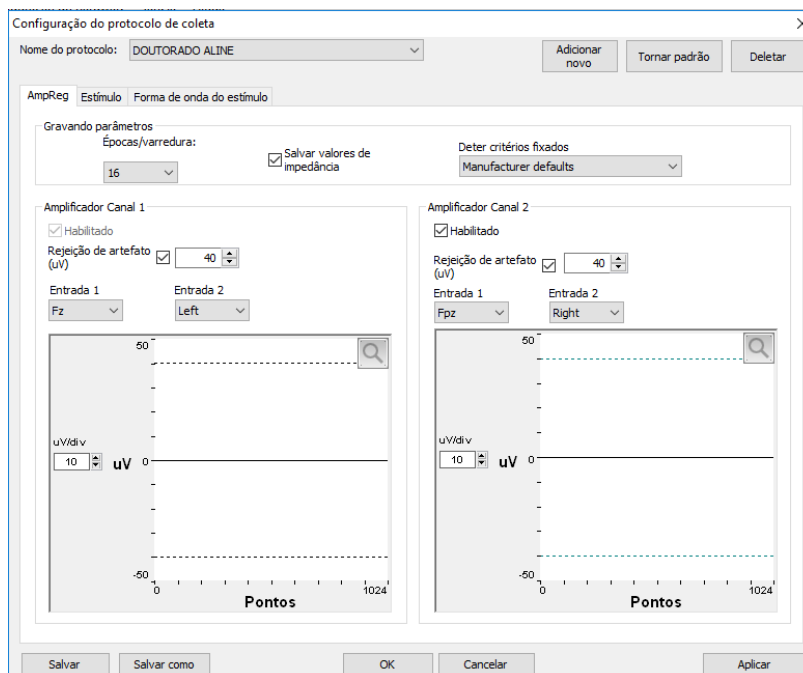 Configuração do protocolo de coleta
Nome do protocolo: DOUTORADO ALINE
Adicionar novo
Tornar padrão
Deletar
AmpReg Estímulo Forma de onda do estímulo
Gravando parâmetros
Épocas/varredura:
16
Salvar valores de impedância
Deter critérios fixados
Manufacturer defaults
Amplificador Canal 1
Habilitado
Rejeição de artefato (uV)
40
Entrada 1
Entrada 2
Fz
Left
50
uV/div
10
uV
0
-50
0
1024
Pontos
Amplificador Canal 2
Habilitado
Rejeição de artefato (uV)
40
Entrada 1
Entrada 2
Fpz
Right
50
uV/div
10
uV
0
-50
0
1024
Pontos
Salvar
Salvar como
OK
Cancelar
Aplicar